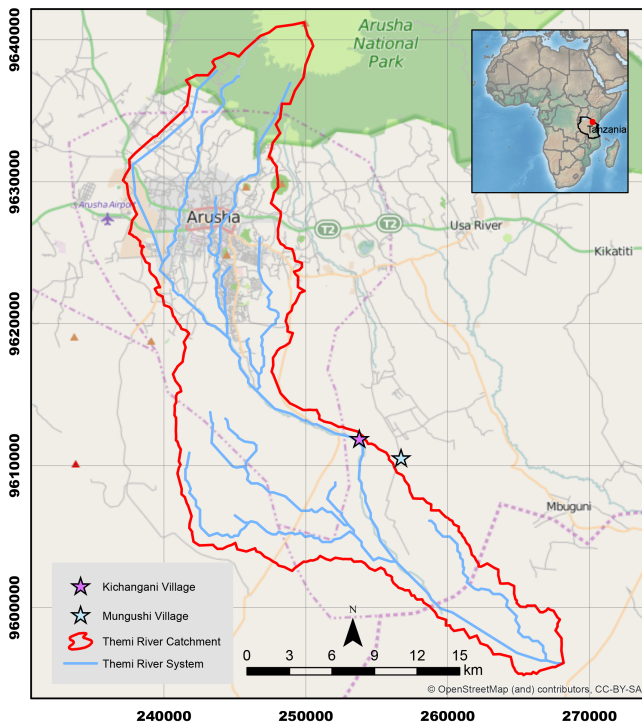 Arusha
National
Park
Tanzania
Arusha Airport
Arusha
T2
T2
Usa River
Kikatiti
Mbuguni
9640000
9630000
9620000
9610000
9600000
Kichangani Village
Mungushi Village
Themi River Catchment
Themi River System
N
0 3 6 9 12 15
km
© OpenStreetMap (and) contributors, CC-BY-SA
240000 250000 260000 270000